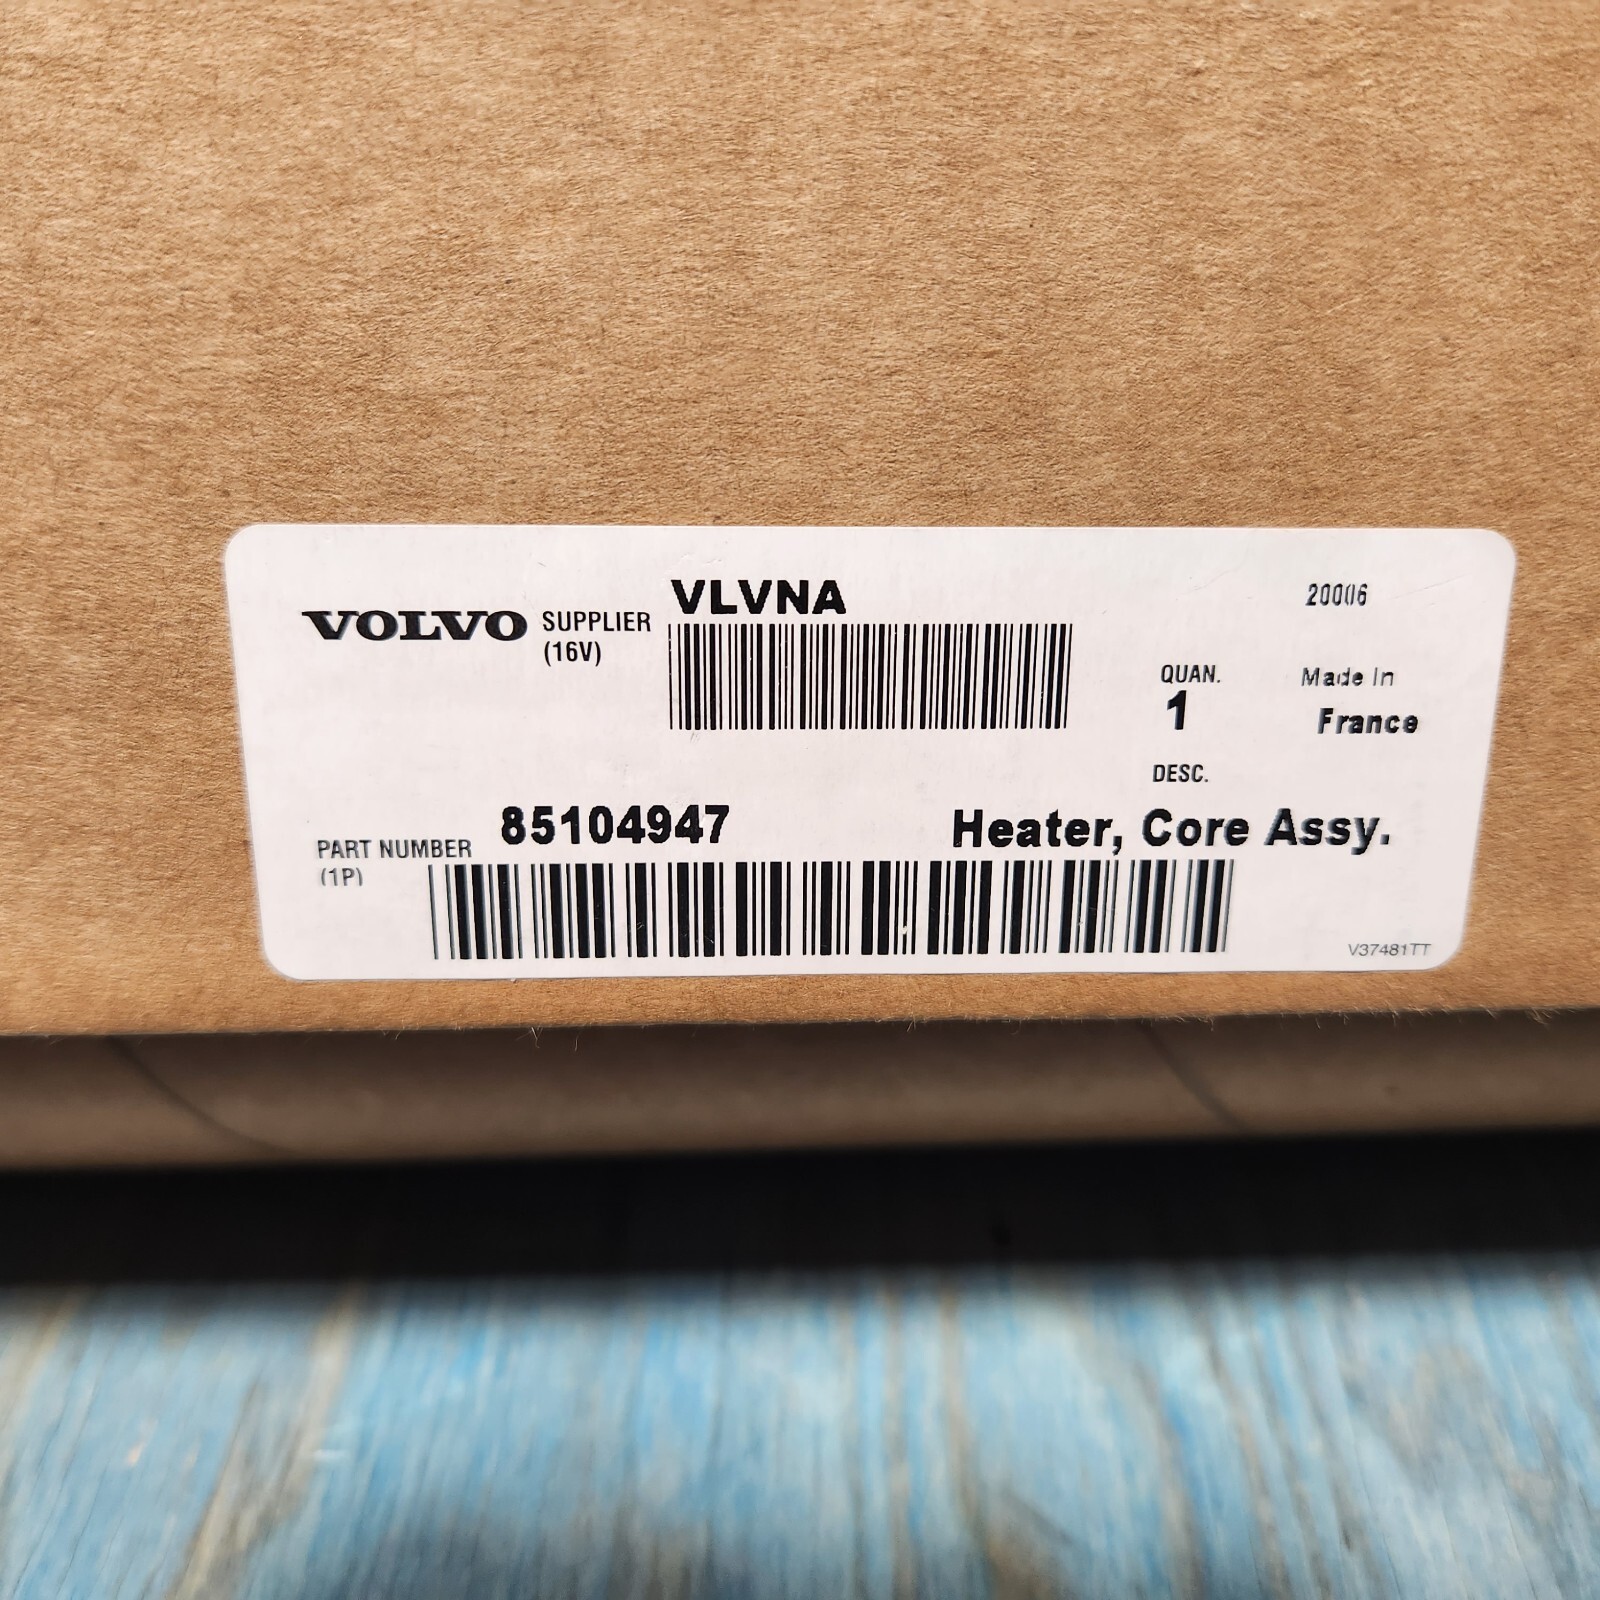 VOLVO SUPPLIER (16V) VLVNA
20006
QUAN. 1
Made In France
DESC.
PART NUMBER (1P) 85104947
Heater, Core Assy.
V37481TT